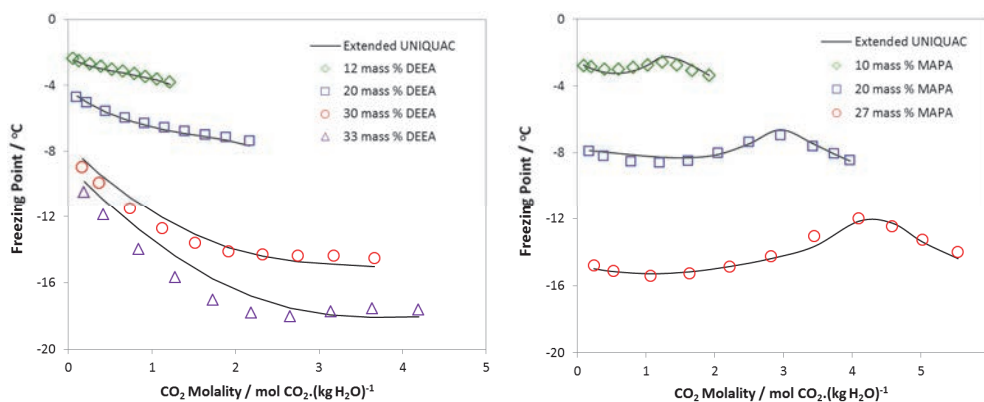 0
-4
-8
-12
-16
-20
Freezing Point / °C
Extended UNIQUAC
12 mass % DEEA
20 mass % DEEA
30 mass % DEEA
33 mass % DEEA
0 1 2 3 4 5
CO2 Molality / mol CO2.(kg H2O)-1
0
-4
-8
-12
-16
-20
Freezing Point / °C
Extended UNIQUAC
10 mass % MAPA
20 mass % MAPA
27 mass % MAPA
0 1 2 3 4 5
CO2 Molality / mol CO2.(kg H2O)-1